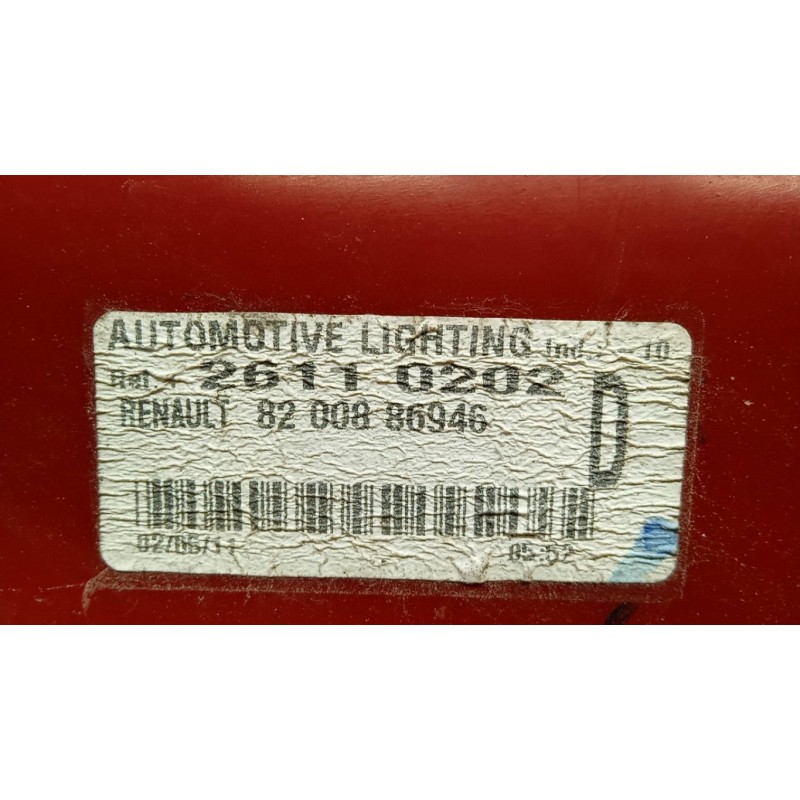 AUTOMOTIVE LIGHTING Ind. : 10
Ref : 2611 0202
D
RENAULT 82 008 86946
02/05/11 05:52